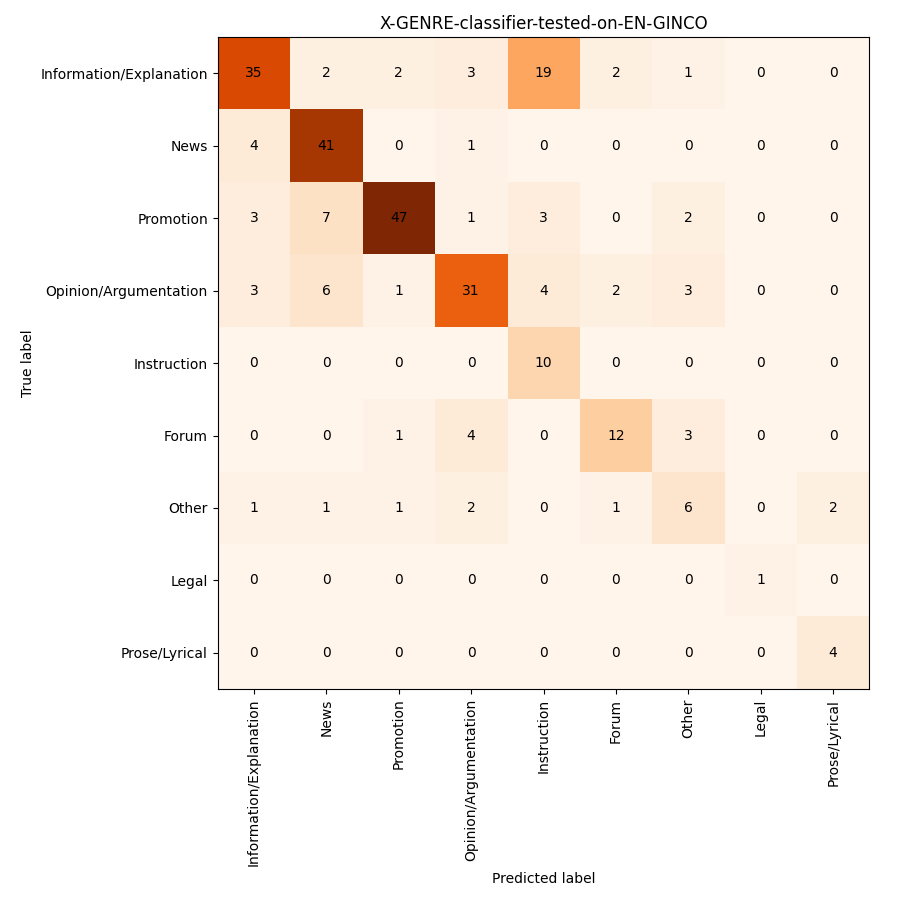 X-GENRE-classifier-tested-on-EN-GINCO
Information/Explanation 35 2 2 3 19 2 1 0 0
News 4 41 0 1 0 0 0 0 0
Promotion 3 7 47 1 3 0 2 0 0
Opinion/Argumentation 3 6 1 31 4 2 3 0 0
Instruction 0 0 0 0 10 0 0 0 0
Forum 0 0 1 4 0 12 3 0 0
Other 1 1 1 2 0 1 6 0 2
Legal 0 0 0 0 0 0 0 1 0
Prose/Lyrical 0 0 0 0 0 0 0 0 4
True label
Information/Explanation
News
Promotion
Opinion/Argumentation
Instruction
Forum
Other
Legal
Prose/Lyrical
Predicted label